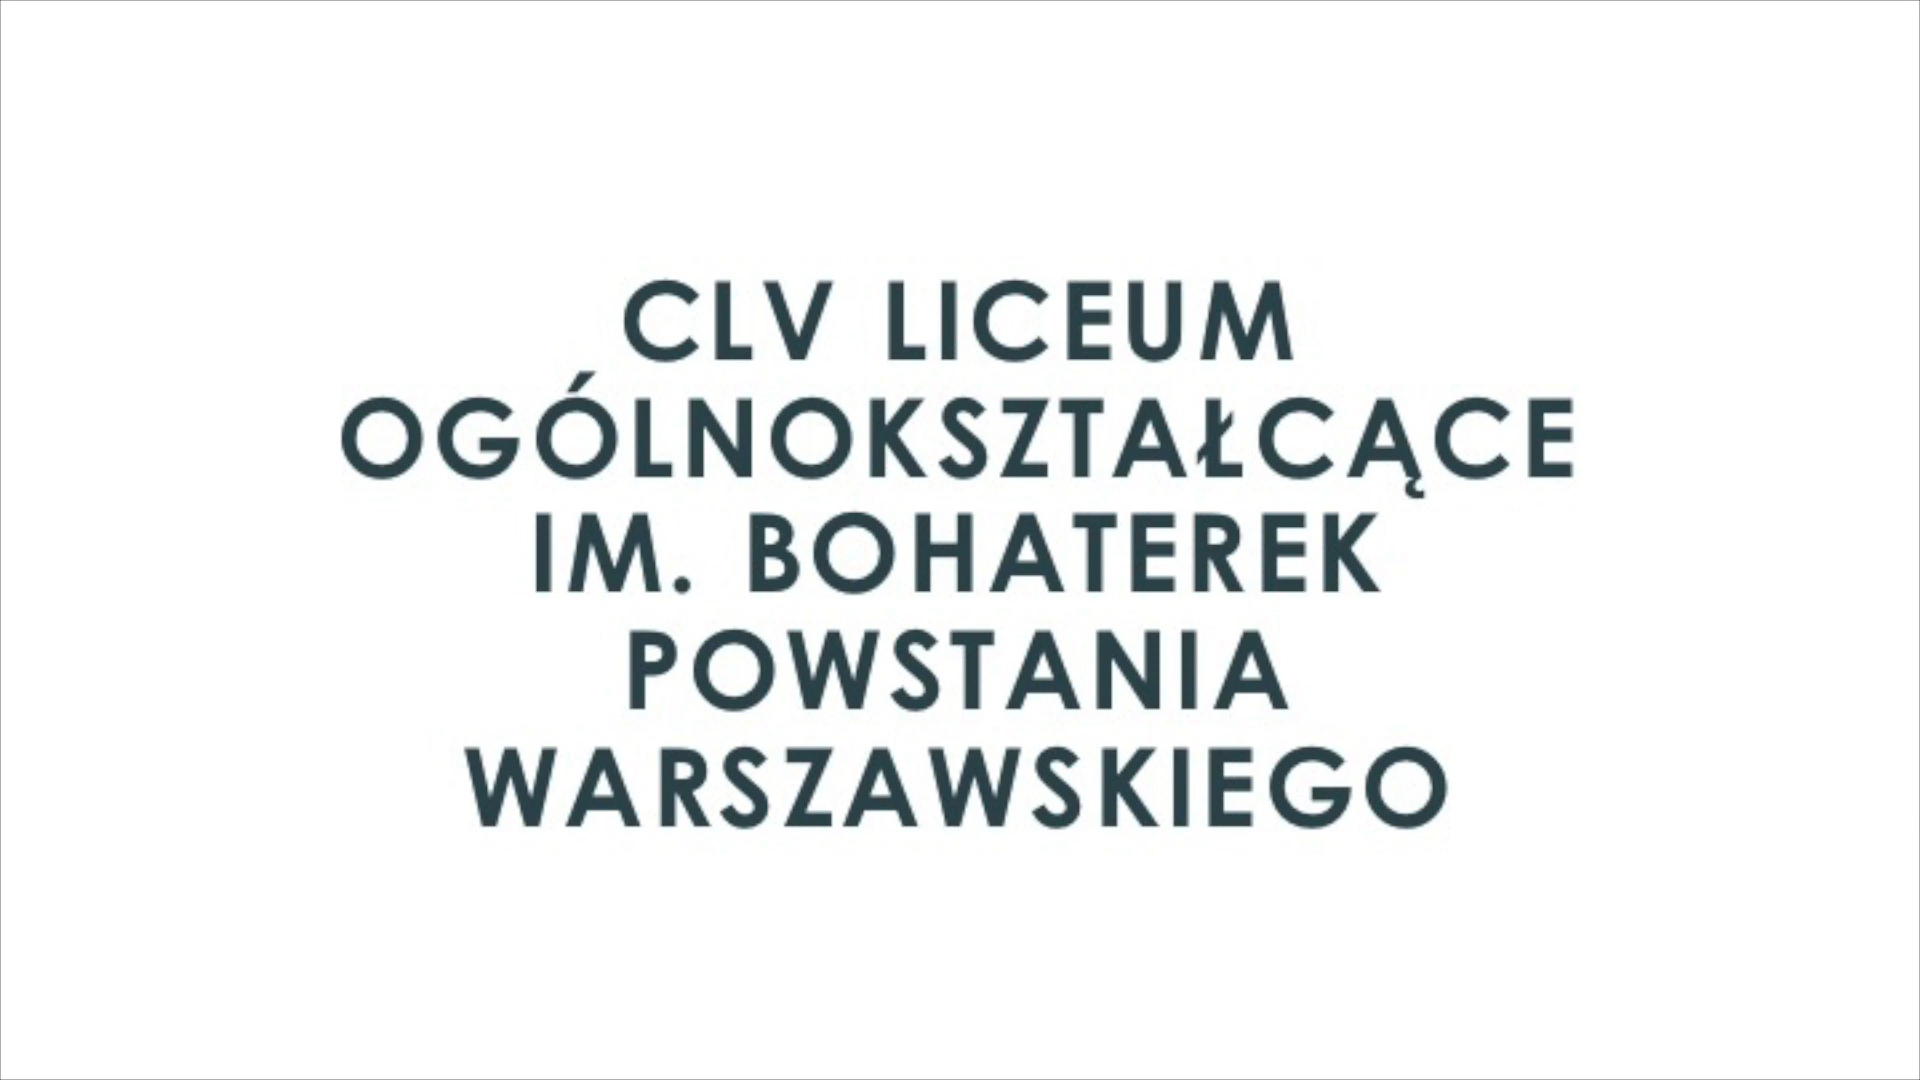 CLV LICEUM
OGÓLNOKSZTAŁCĄCE
IM. BOHATEREK
POWSTANIA
WARSZAWSKIEGO